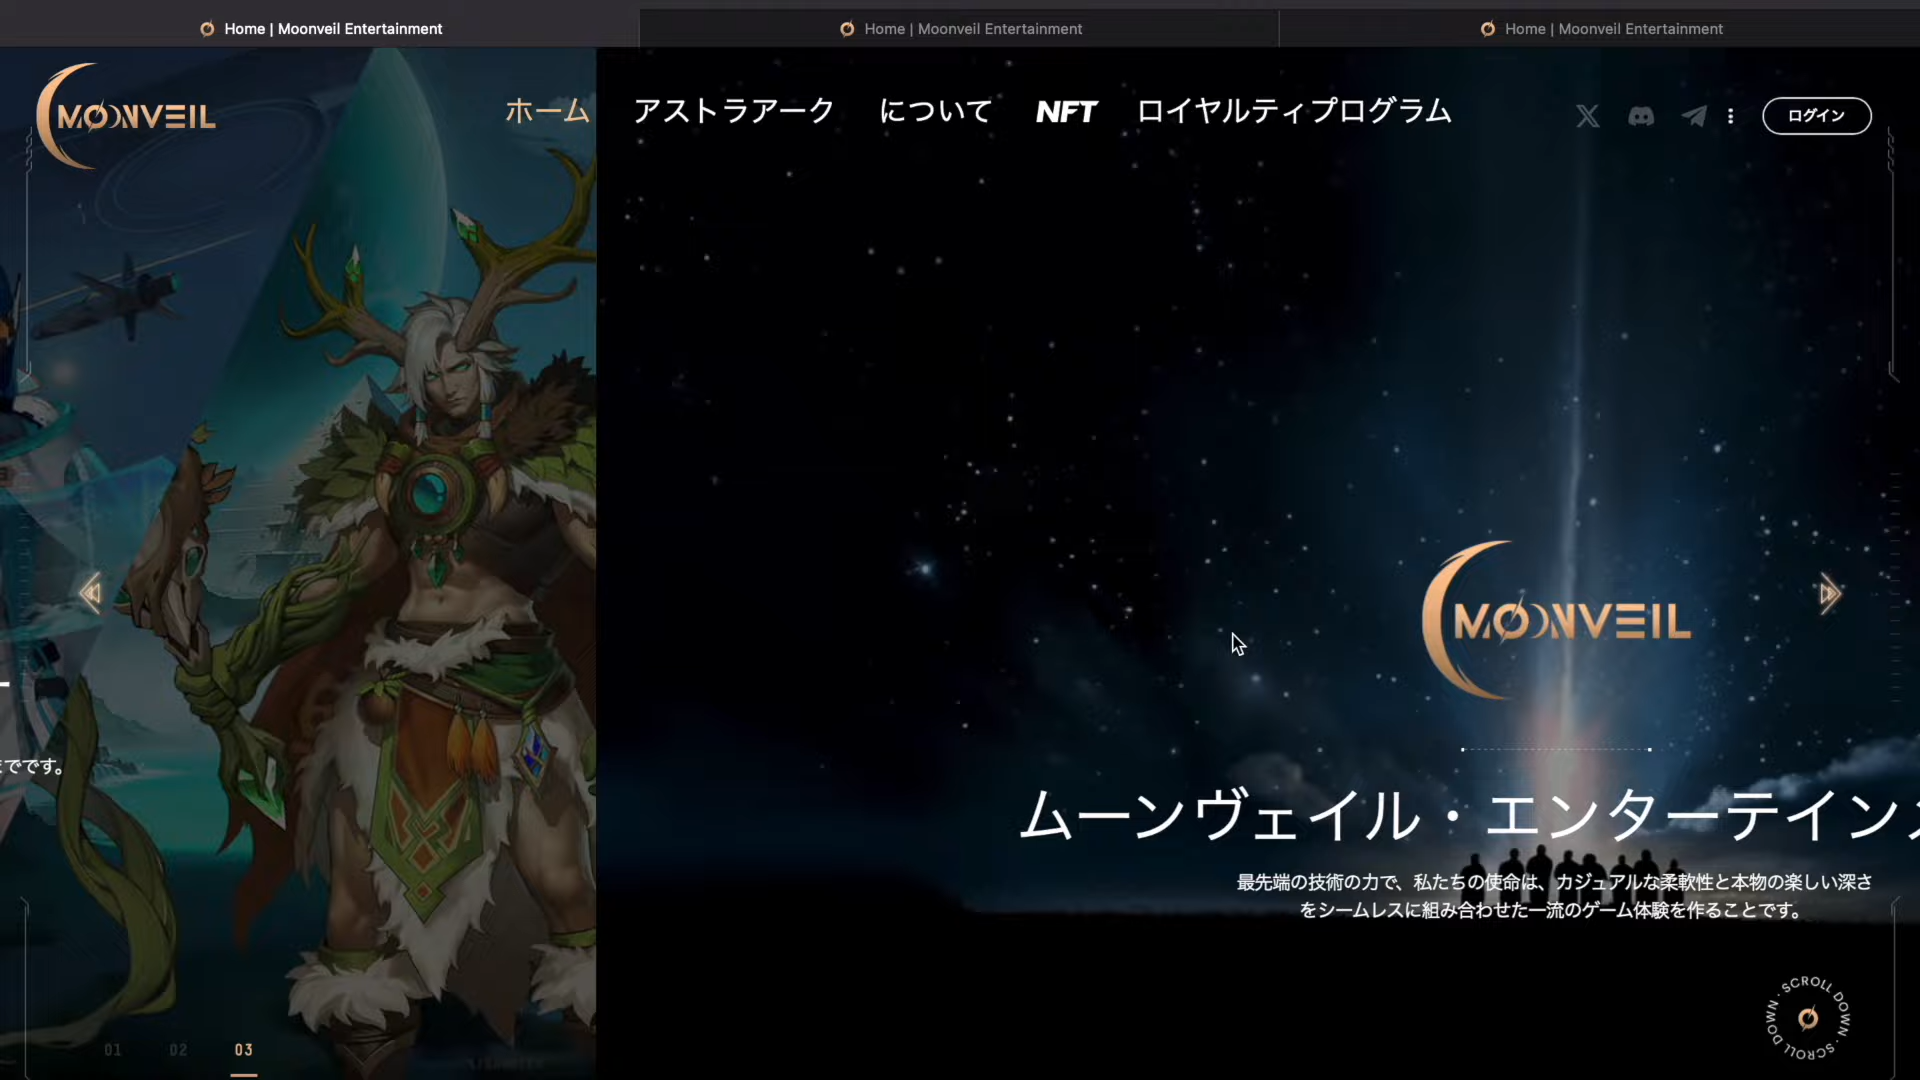 Home | Moonveil Entertainment
Home | Moonveil Entertainment
Home | Moonveil Entertainment
MOONVEIL
ホーム
アストラアーク
について
NFT
ロイヤルティプログラム
ログイン
MOONVEIL
までです。
ムーンヴェイル・エンターテイン
最先端の技術の力で、私たちの使命は、カジュアルな柔軟性と本物の楽しい深さ
をシームレスに組み合わせた一流のゲーム体験を作ることです。
01
02
03
SCROLL DOWN · SCROLL DOWN ·